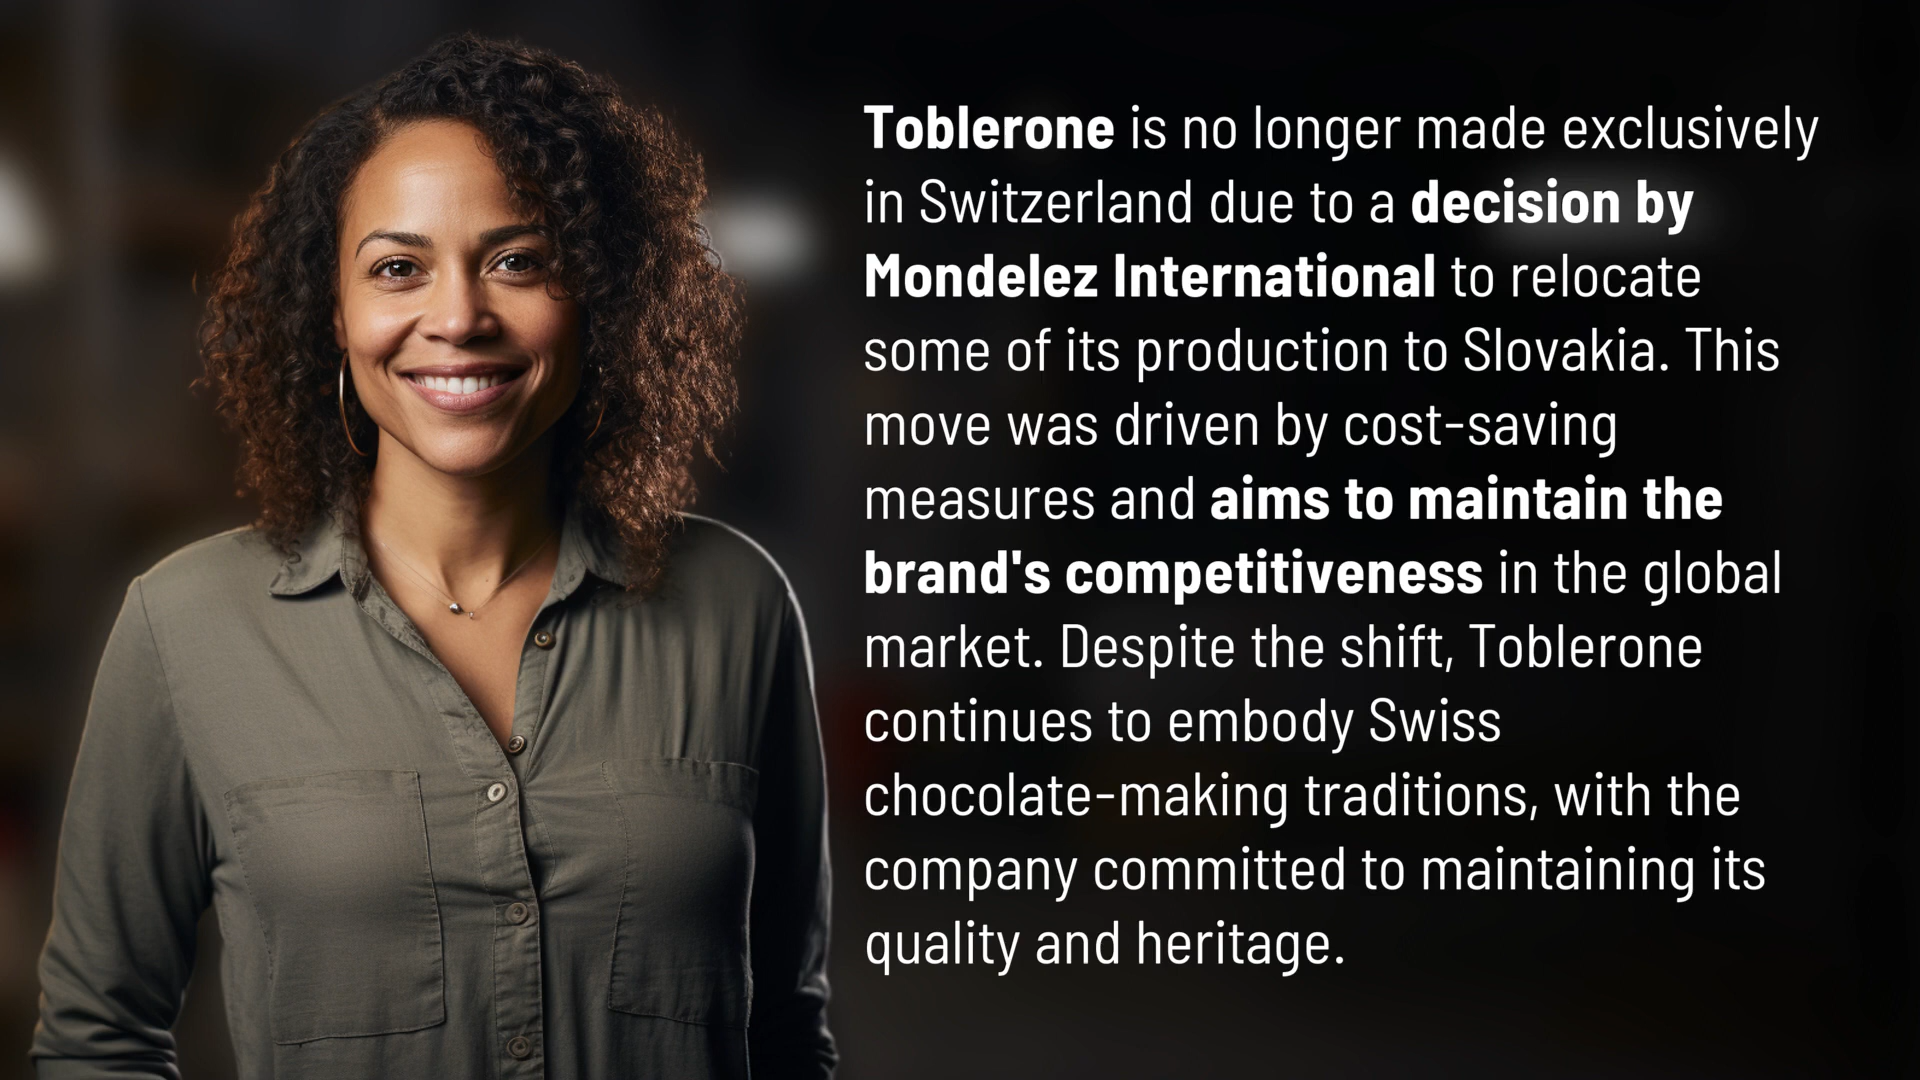 Toblerone is no longer made exclusively
in Switzerland due to a decision by
Mondelez International to relocate
some of its production to Slovakia. This
move was driven by cost-saving
measures and aims to maintain the
brand's competitiveness in the global
market. Despite the shift, Toblerone
continues to embody Swiss
chocolate-making traditions, with the
company committed to maintaining its
quality and heritage.